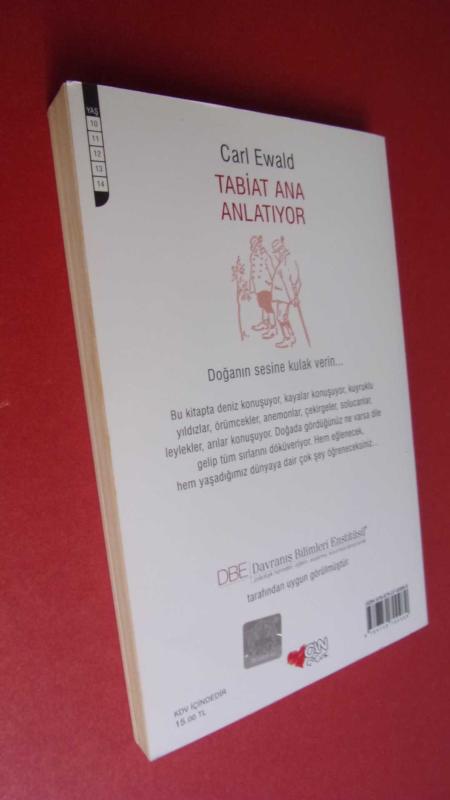 YAŞ
10
11
12
13
14
Carl Ewald
TABİAT ANA
ANLATIYOR
Doğanın sesine kulak verin...
Bu kitapta deniz konuşuyor, kayalar konuşuyor, kuyruklu
yıldızlar, örümcekler, anemonlar, çekirgeler, solucanlar,
leylekler, arılar konuşuyor. Doğada gördüğünüz ne varsa dile
gelip tüm sırlarını döküveriyor. Hem eğlenecek,
hem yaşadığımız dünyaya dair çok şey öğreneceksiniz...
DBE Davranış Bilimleri Enstitüsü
tarafından uygun görülmüştür.
CAN
KDV İÇİNDEDİR
15.00 TL